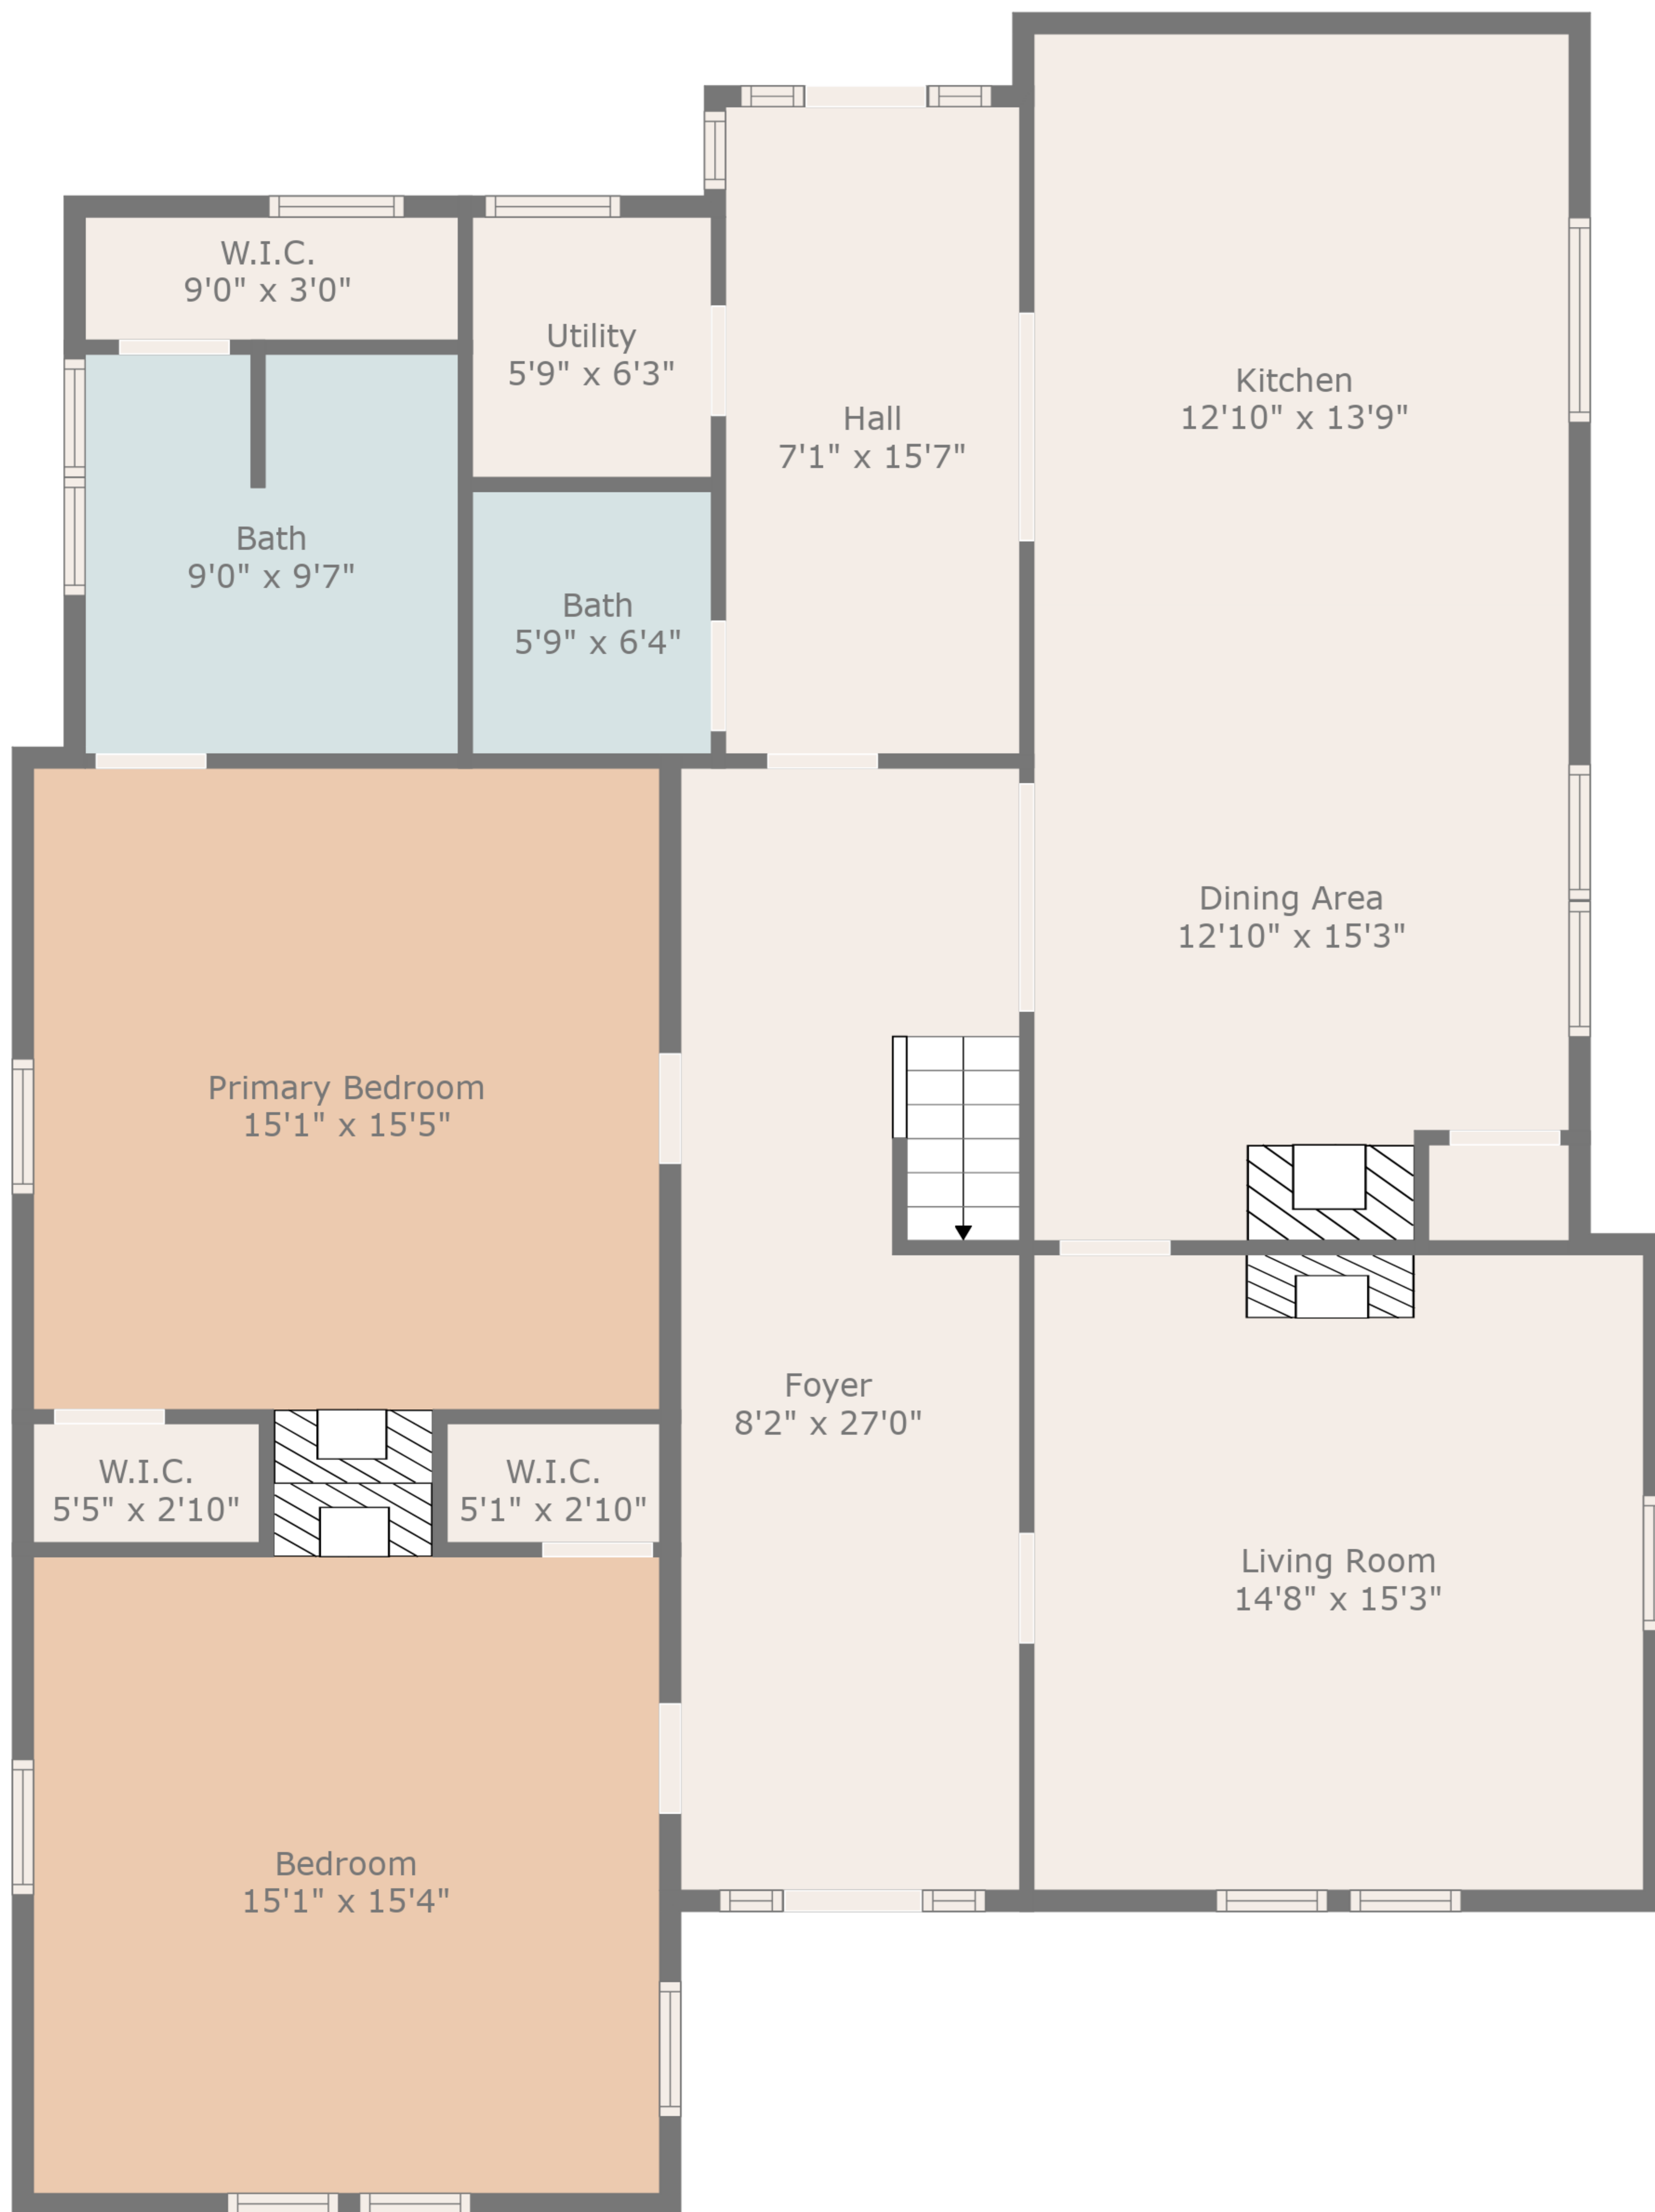 W.I.C.
9'0" x 3'0"
Utility
5'9" x 6'3"
Kitchen
12'10" x 13'9"
Hall
7'1" x 15'7"
Bath
9'0" x 9'7"
Bath
5'9" x 6'4"
Dining Area
12'10" x 15'3"
Primary Bedroom
15'1" x 15'5"
Foyer
8'2" x 27'0"
W.I.C.
5'5" x 2'10"
W.I.C.
5'1" x 2'10"
Living Room
14'8" x 15'3"
Bedroom
15'1" x 15'4"